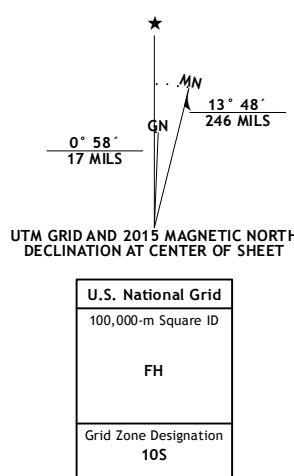 ★
MN
GN
13° 48´
246 MILS
0° 58´
17 MILS
UTM GRID AND 2015 MAGNETIC NORTH
DECLINATION AT CENTER OF SHEET
U.S. National Grid
100,000-m Square ID
FH
Grid Zone Designation
10S